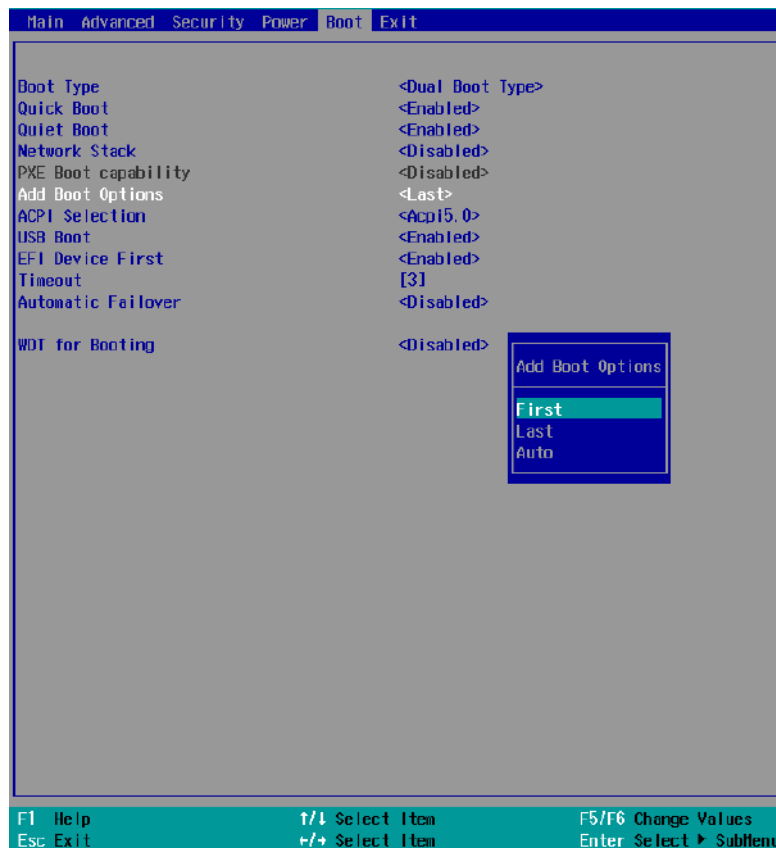 Main Advanced Security Power Boot Exit
Boot Type <Dual Boot Type>
Quick Boot <Enabled>
Quiet Boot <Enabled>
Network Stack <Disabled>
PXE Boot capability <Disabled>
Add Boot Options <Last>
ACPI Selection <Acpi5.0>
USB Boot <Enabled>
EFI Device First <Enabled>
Timeout [3]
Automatic Failover <Disabled>
WDT for Booting <Disabled>
Add Boot Options
First
Last
Auto
F1 Help ↑/↓ Select Item F5/F6 Change Values
Esc Exit ←/→ Select Item Enter Select ▶ SubMenu